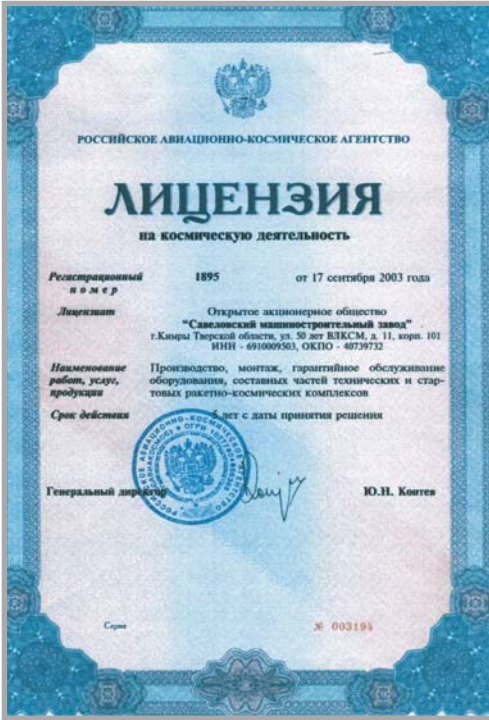 РОССИЙСКОЕ АВИАЦИОННО-КОСМИЧЕСКОЕ АГЕНТСТВО
ЛИЦЕНЗИЯ
на космическую деятельность
Регистрационный номер 1895 от 17 сентября 2003 года
Лицензиат Открытое акционерное общество
"Савеловский машиностроительный завод"
г.Кимры Тверской области, ул. 50 лет ВЛКСМ, д. 11, корп. 101
ИНН - 6910009503, ОКПО - 40739732
Наименование Производство, монтаж, гарантийное обслуживание
работ, услуг, оборудования, составных частей технических и стар-
продукции товых ракетно-космических комплексов
Срок действия 5 лет с даты принятия решения
Генеральный директор Ю.Н. Коптев
Серия № 003194